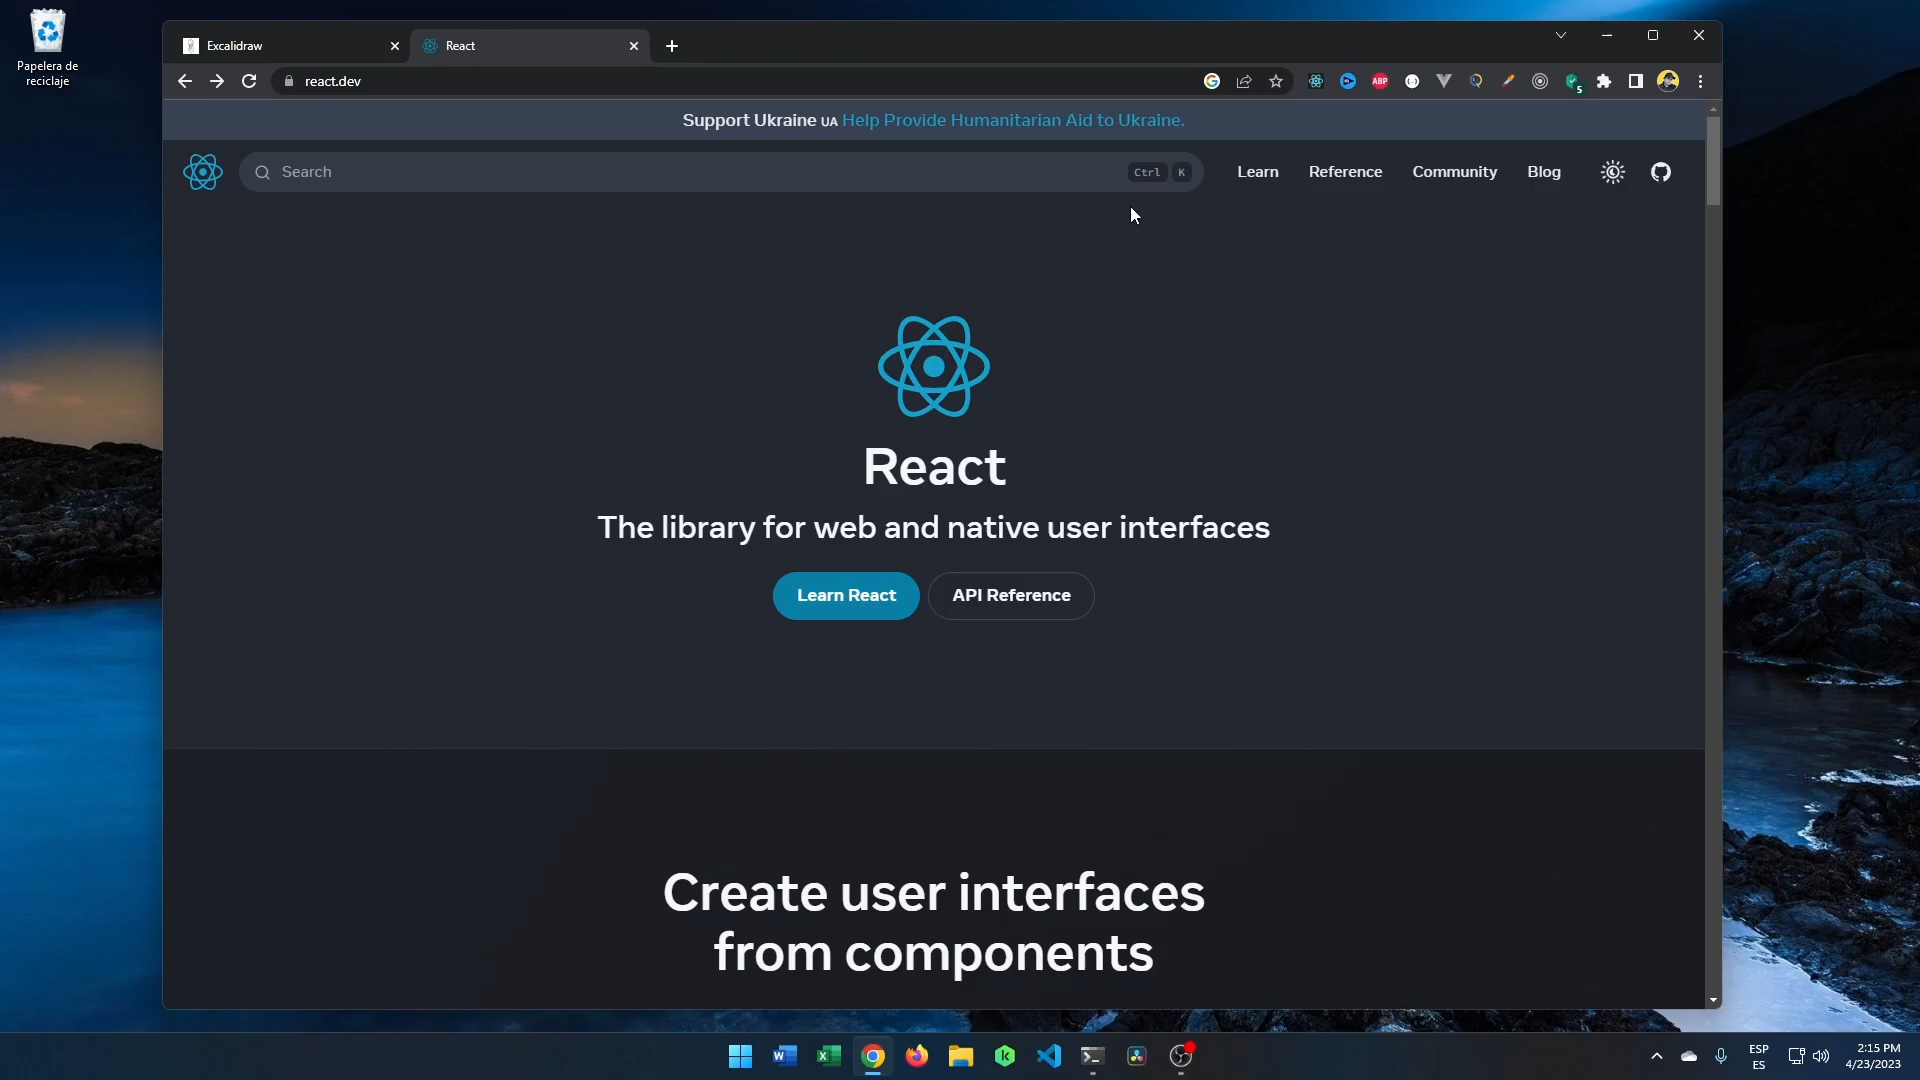 Papelera de
reciclaje
Excalidraw
React
react.dev
ABP
5
Support Ukraine UA Help Provide Humanitarian Aid to Ukraine.
Search
Ctrl K
Learn
Reference
Community
Blog
React
The library for web and native user interfaces
Learn React
API Reference
Create user interfaces
from components
ESP
ES
2:15 PM
4/23/2023